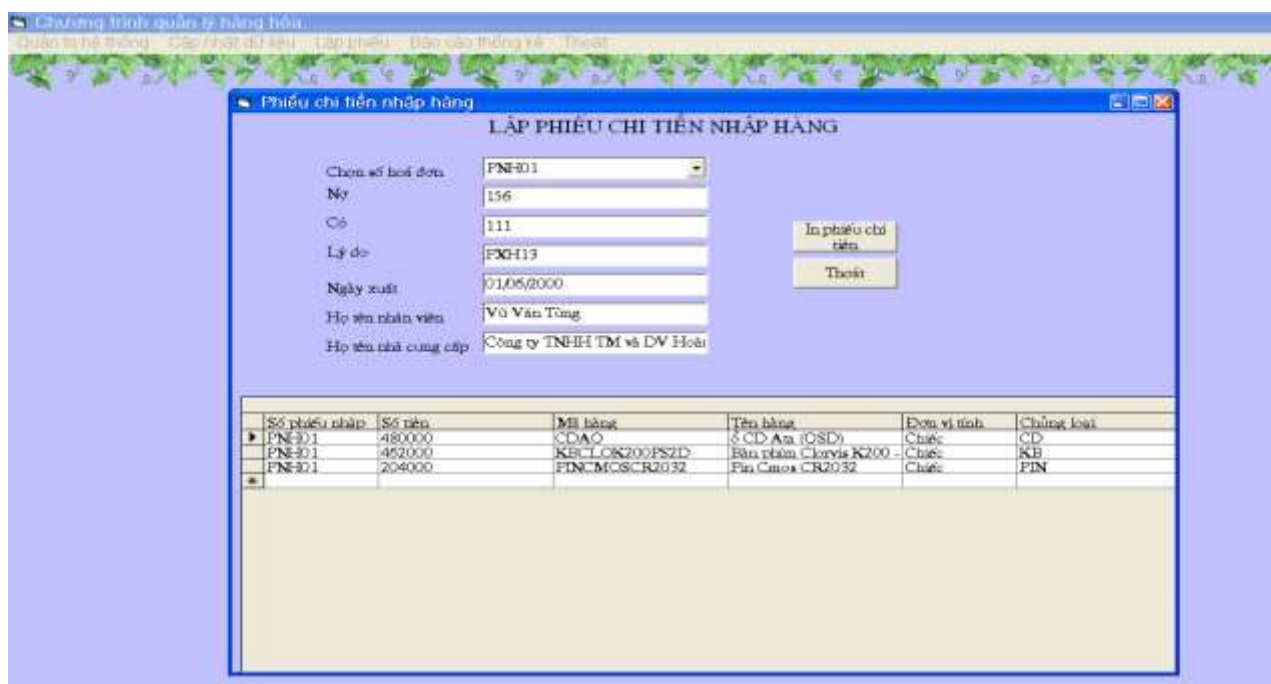 Chương trình quản lý hàng hóa
Quản trị hệ thống Cập nhật dữ liệu Lập phiếu Báo cáo thống kê Thoát
Phiếu chi tiền nhập hàng
LẬP PHIẾU CHI TIỀN NHẬP HÀNG
Chọn số hoá đơn PNH01
Nợ 156
Có 111
Lý do PXH13
Ngày xuất 01/06/2000
Họ tên nhân viên Vũ Văn Tùng
Họ tên nhà cung cấp Công ty TNHH TM và DV Hoàn
In phiếu chi
tiền
Thoát
Số phiếu nhập Số tiền Mã hàng Tên hàng Đơn vị tính Chủng loại
PNH01 480000 CDAO ổ CD (OSD) Chiếc CD
PNH01 452000 KBCLOK200PS2D Bàn phím Clorvis K200 - Chiếc KB
PNH01 204000 PINCMOSCR2032 Pin Cmos CR2032 Chiếc PIN